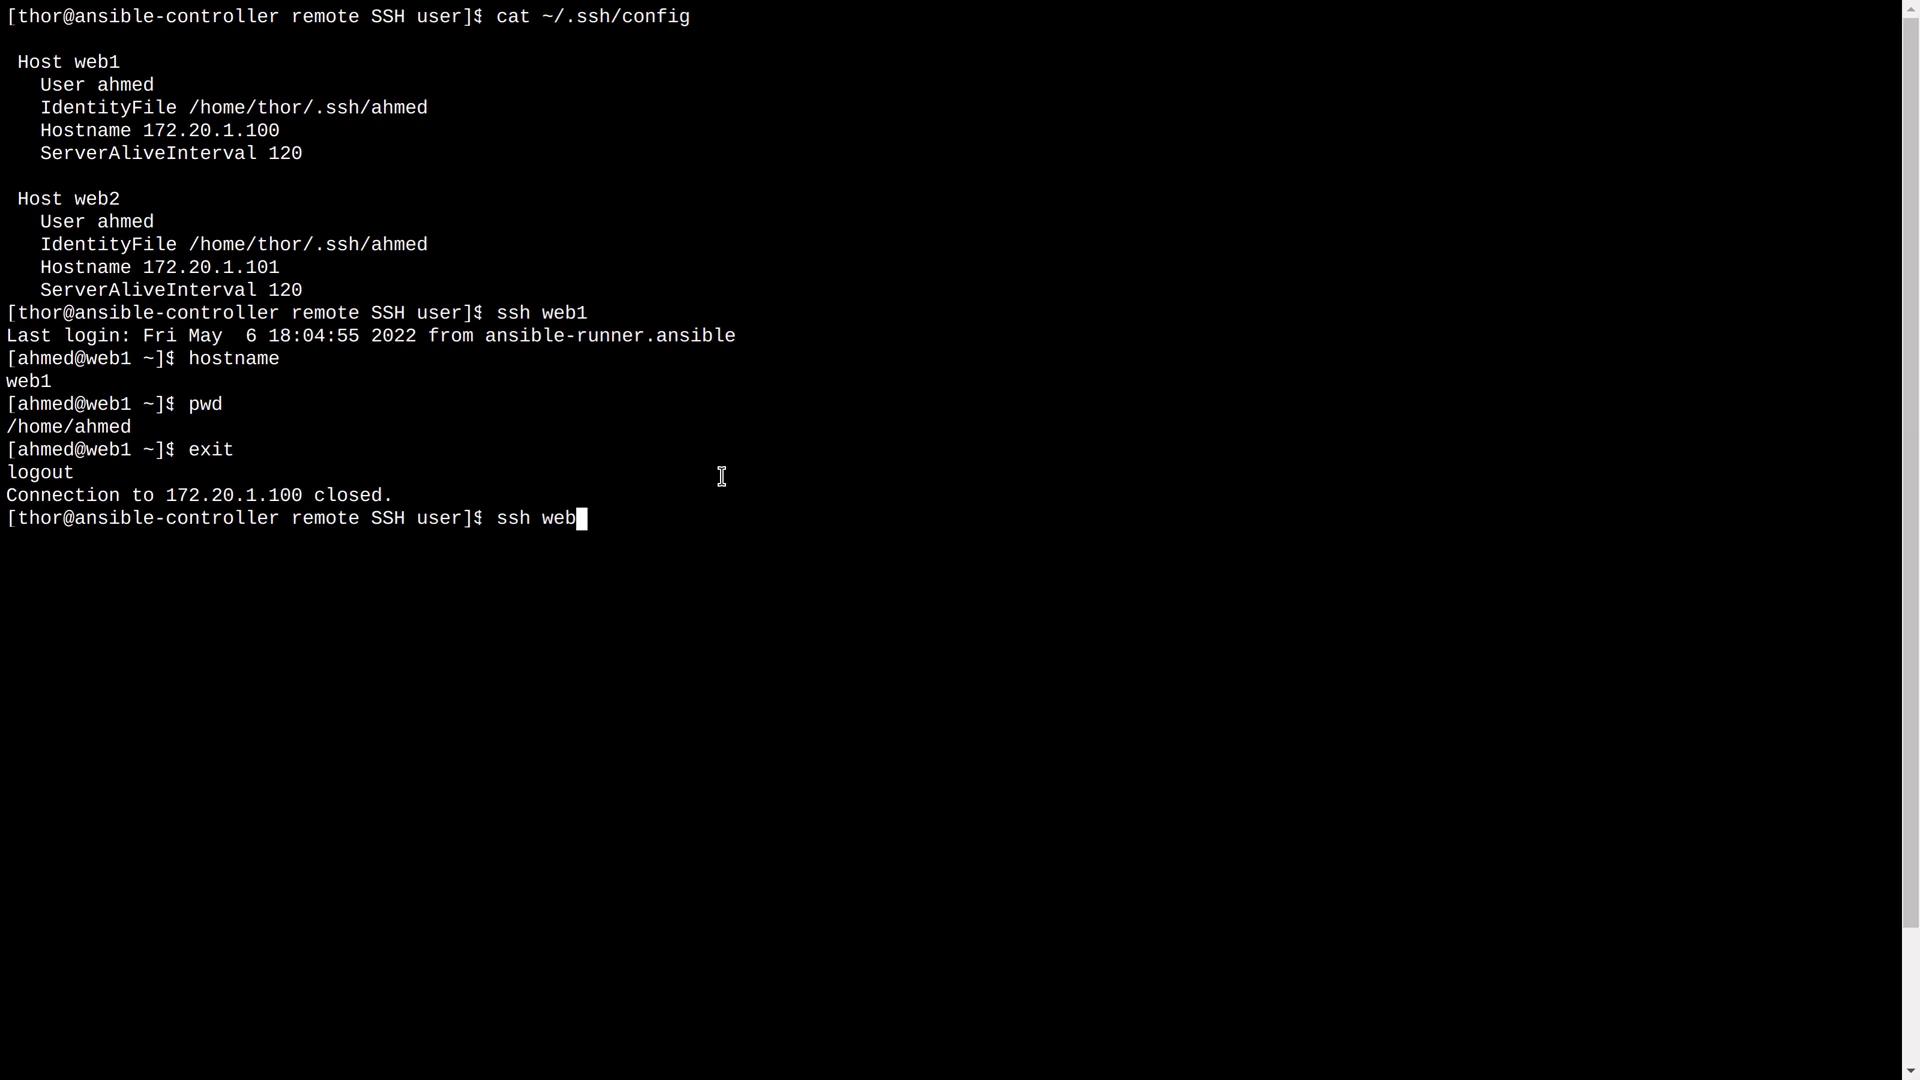 [thor@ansible-controller remote SSH user]$ cat ~/.ssh/config
Host web1
User ahmed
IdentityFile /home/thor/.ssh/ahmed
Hostname 172.20.1.100
ServerAliveInterval 120
Host web2
User ahmed
IdentityFile /home/thor/.ssh/ahmed
Hostname 172.20.1.101
ServerAliveInterval 120
[thor@ansible-controller remote SSH user]$ ssh web1
Last login: Fri May  6 18:04:55 2022 from ansible-runner.ansible
[ahmed@web1 ~]$ hostname
web1
[ahmed@web1 ~]$ pwd
/home/ahmed
[ahmed@web1 ~]$ exit
logout
Connection to 172.20.1.100 closed.
[thor@ansible-controller remote SSH user]$ ssh web